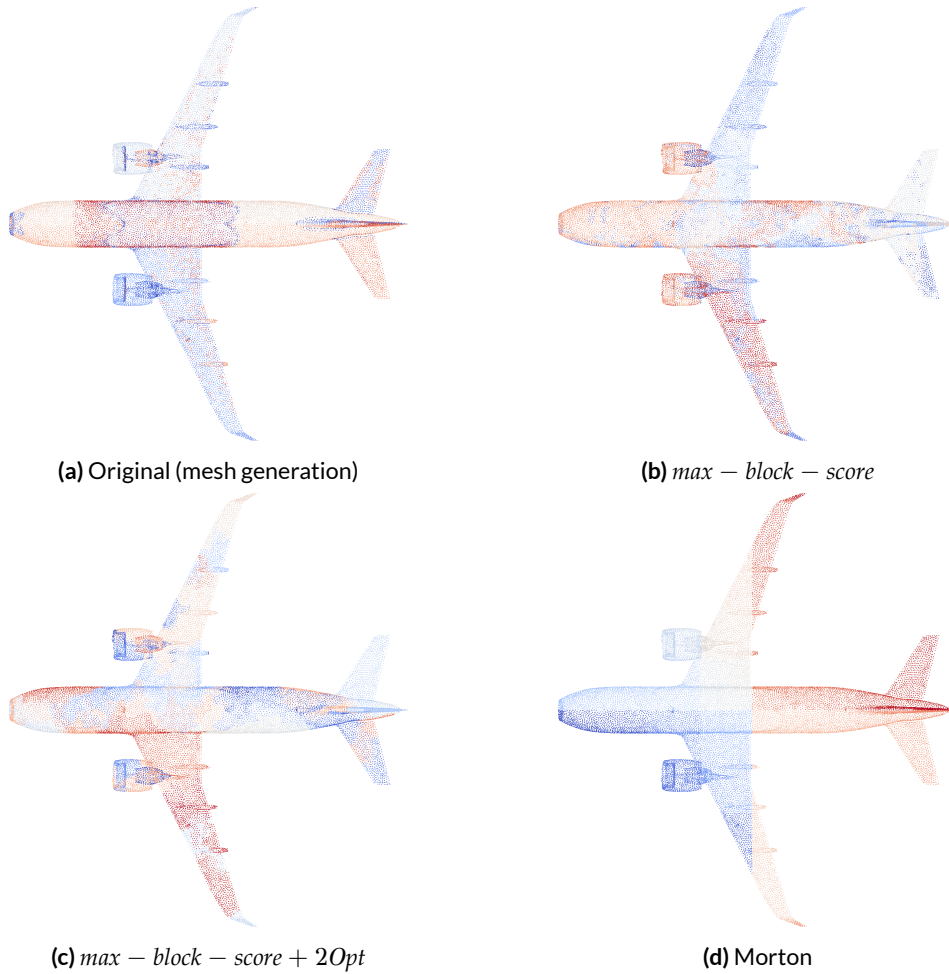 (a) Original (mesh generation)
(b) max − block − score
(c) max − block − score + 2Opt
(d) Morton